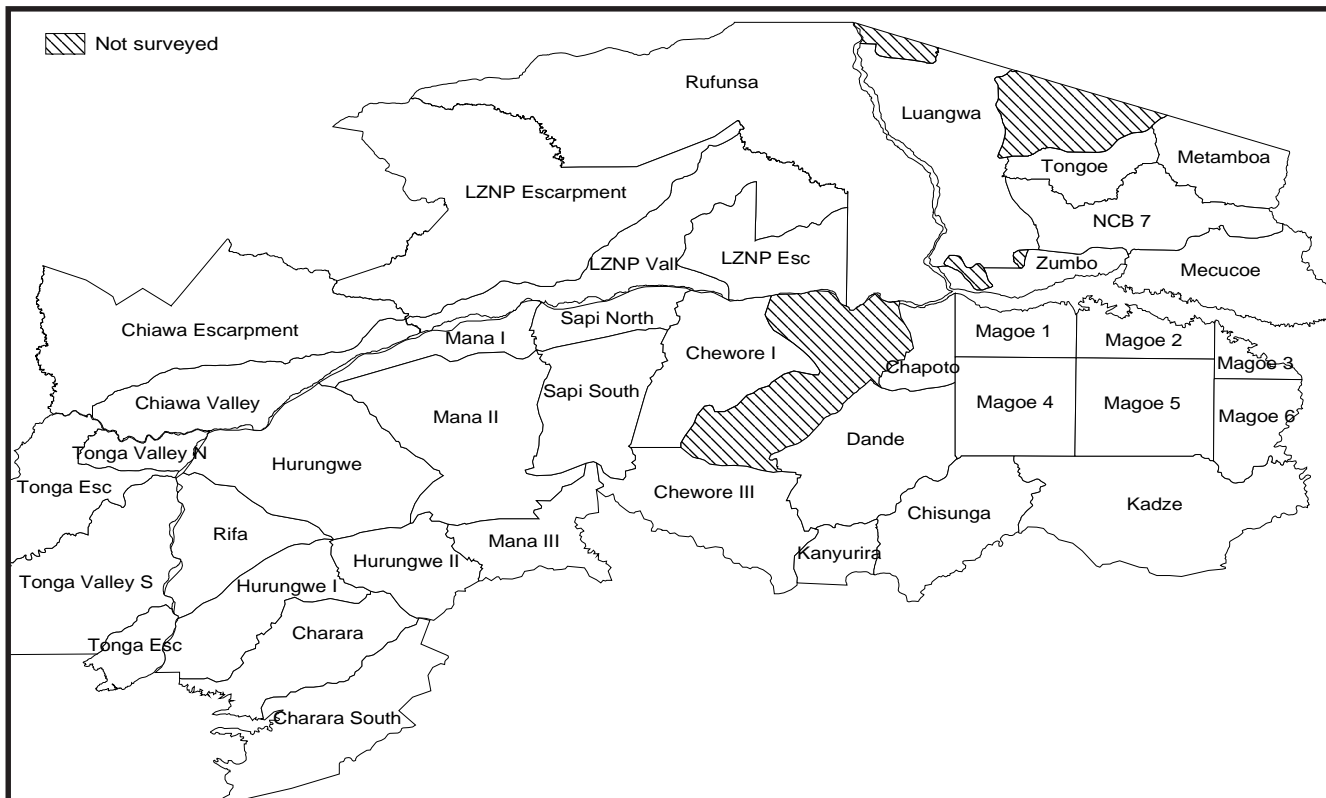 Not surveyed
Rufunsa
Luangwa
Tongoe
Metamboa
LZNP Escarpment
NCB 7
LZNP Vall
LZNP Esc
Zumbo
Mecucoe
Chiawa Escarpment
Sapi North
Mana I
Chewore I
Magoe 1
Magoe 2
Magoe 3
Chapoto
Sapi South
Chiawa Valley
Mana II
Magoe 4
Magoe 5
Magoe 6
Dande
Tonga Valley N
Hurungwe
Tonga Esc
Chewore III
Chisunga
Kadze
Rifa
Mana III
Kanyurira
Hurungwe II
Tonga Valley S
Hurungwe I
Charara
Tonga Esc
Charara South